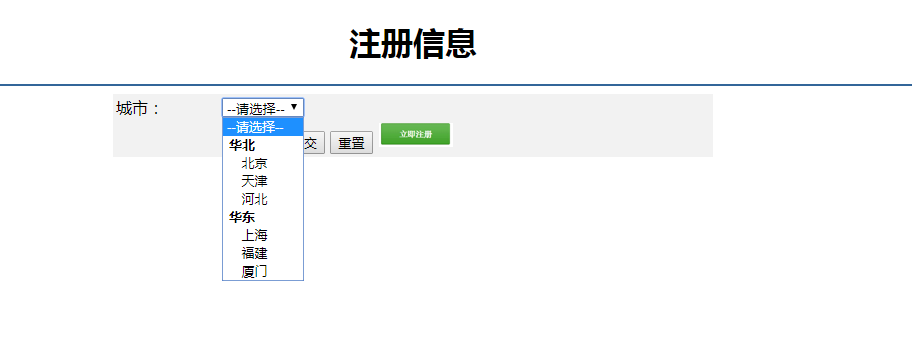 注册信息
城市： --请选择--
--请选择--
华北
北京
天津
河北
华东
上海
福建
厦门
交 重置 立即注册